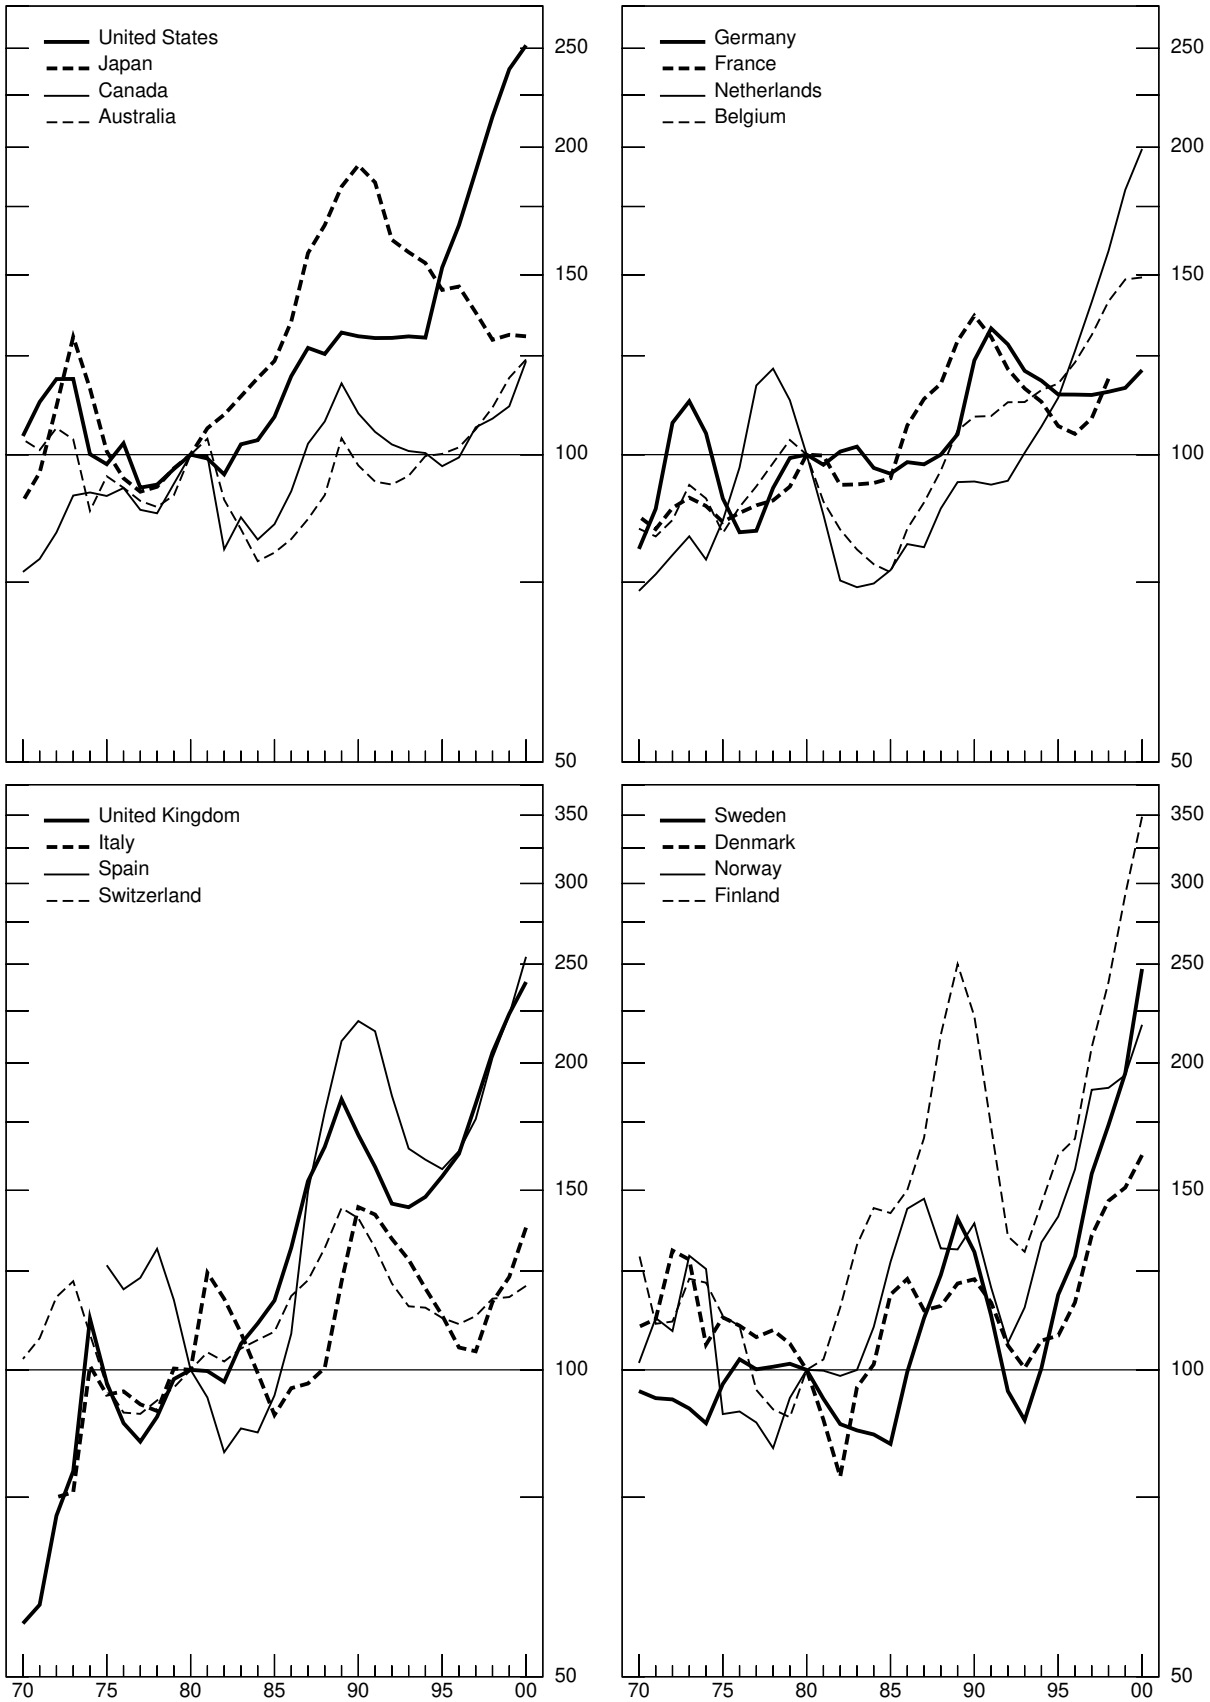 United States
Japan
Canada
Australia
250
200
150
100
50
Germany
France
Netherlands
Belgium
250
200
150
100
50
United Kingdom
Italy
Spain
Switzerland
350
300
250
200
150
100
50
70 75 80 85 90 95 00
Sweden
Denmark
Norway
Finland
350
300
250
200
150
100
50
70 75 80 85 90 95 00